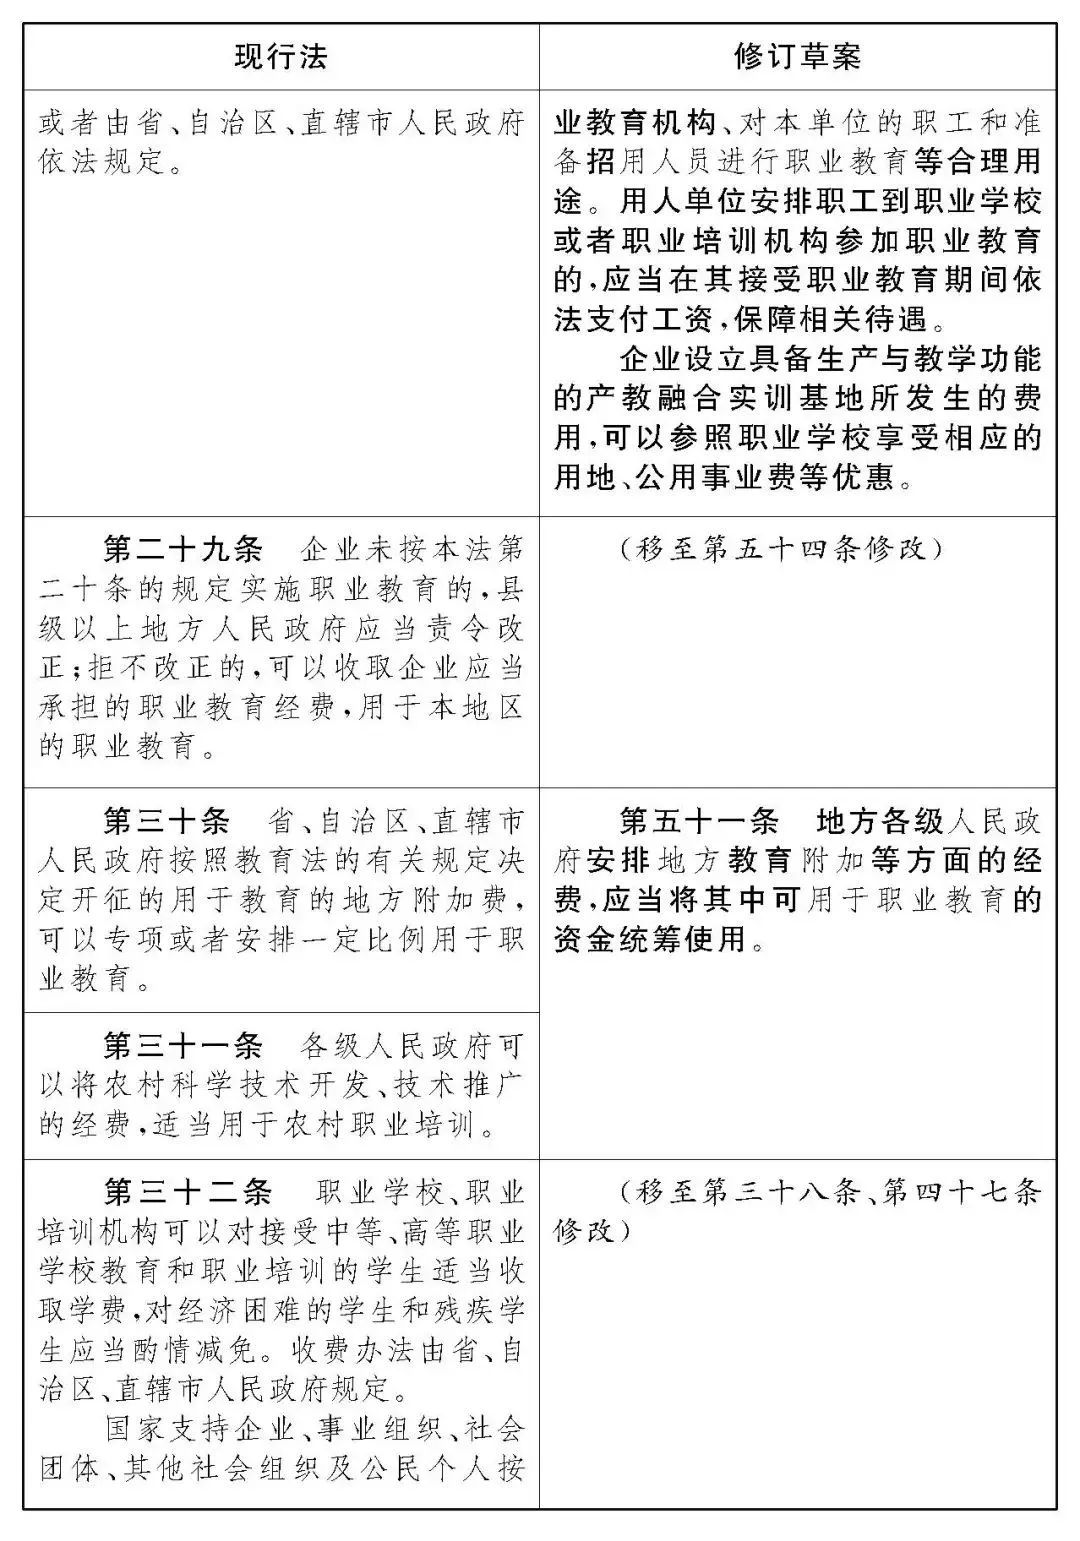 现行法
修订草案
或者由省、自治区、直辖市人民政府
依法规定。
业教育机构、对本单位的职工和准
备招用人员进行职业教育等合理用
途。用人单位安排职工到职业学校
或者职业培训机构参加职业教育
的,应当在其接受职业教育期间依
法支付工资,保障相关待遇。
企业设立具备生产与教学功能
的产教融合实训基地所发生的费
用,可以参照职业学校享受相应的
用地、公用事业费等优惠。
第二十九条 企业未按本法第
二十条的规定实施职业教育的,县
级以上地方人民政府应当责令改
正;拒不改正的,可以收取企业应当
承担的职业教育经费,用于本地区
的职业教育。
(移至第五十四条修改)
第三十条 省、自治区、直辖市
人民政府按照教育法的有关规定决
定开征的用于教育的地方附加费,
可以专项或者安排一定比例用于职
业教育。
第五十一条 地方各级人民政
府安排地方教育附加等方面的经
费,应当将其中可用于职业教育的
资金统筹使用。
第三十一条 各级人民政府可
以将农村科学技术开发、技术推广
的经费,适当用于农村职业培训。
第三十二条 职业学校、职业
培训机构可以对接受中等、高等职业
学校教育和职业培训的学生适当收
取学费,对经济困难的学生和残疾学
生应当酌情减免。收费办法由省、自
治区、直辖市人民政府规定。
国家支持企业、事业组织、社会
团体、其他社会组织及公民个人按
(移至第三十八条、第四十七条
修改)